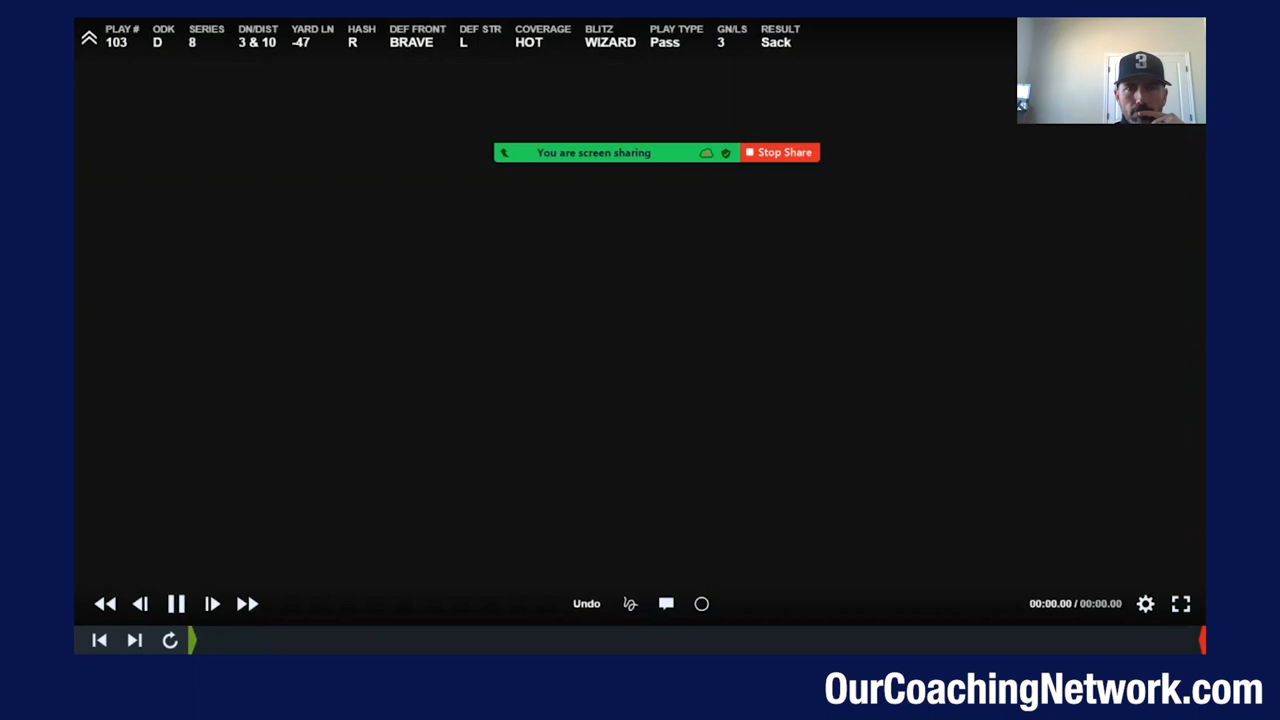 PLAY # ODK SERIES DN/DIST YARD LN HASH DEF FRONT DEF STR COVERAGE BLITZ PLAY TYPE GN/LS RESULT
103 D 8 3 & 10 -47 R BRAVE L HOT WIZARD Pass 3 Sack
3
You are screen sharing Stop Share
Undo 00:00.00 / 00:00.00
OurCoachingNetwork.com